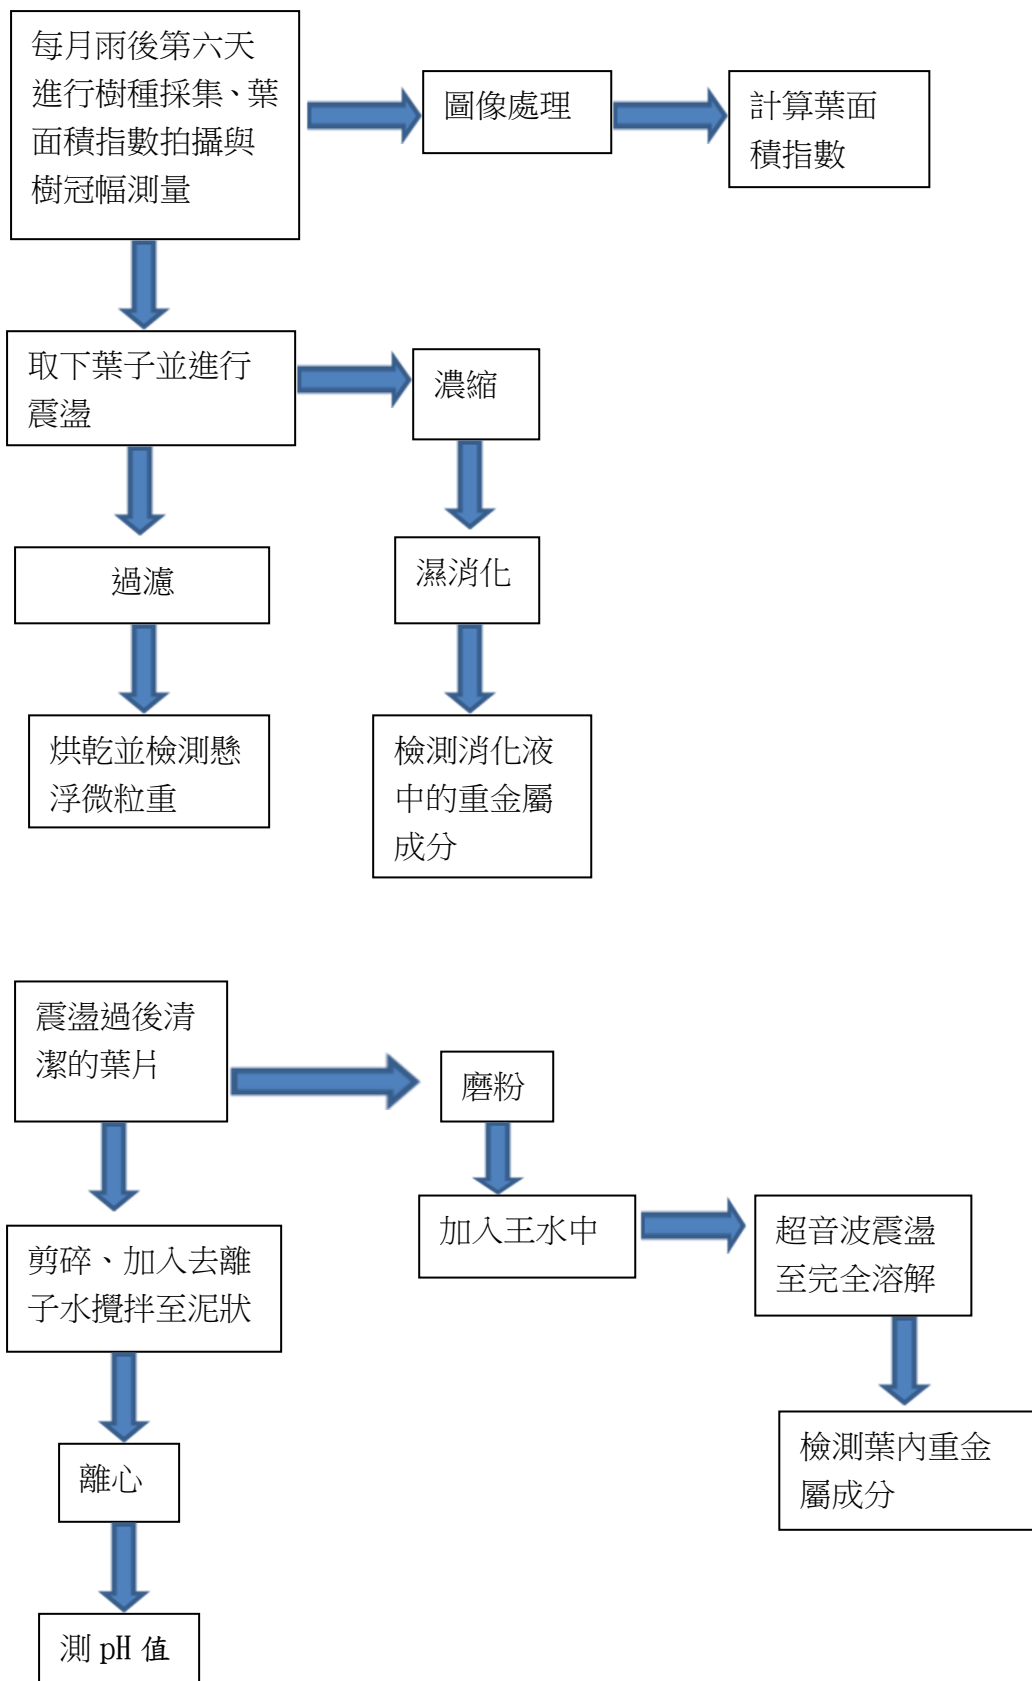 每月雨後第六天
進行樹種採集、葉
面積指數拍攝與
樹冠幅測量
圖像處理
計算葉面
積指數
取下葉子並進行
震盪
濃縮
過濾
濕消化
烘乾並檢測懸
浮微粒重
檢測消化液
中的重金屬
成分
震盪過後清
潔的葉片
磨粉
剪碎、加入去離
子水攪拌至泥狀
加入王水中
超音波震盪
至完全溶解
離心
檢測葉內重金
屬成分
測 pH 值